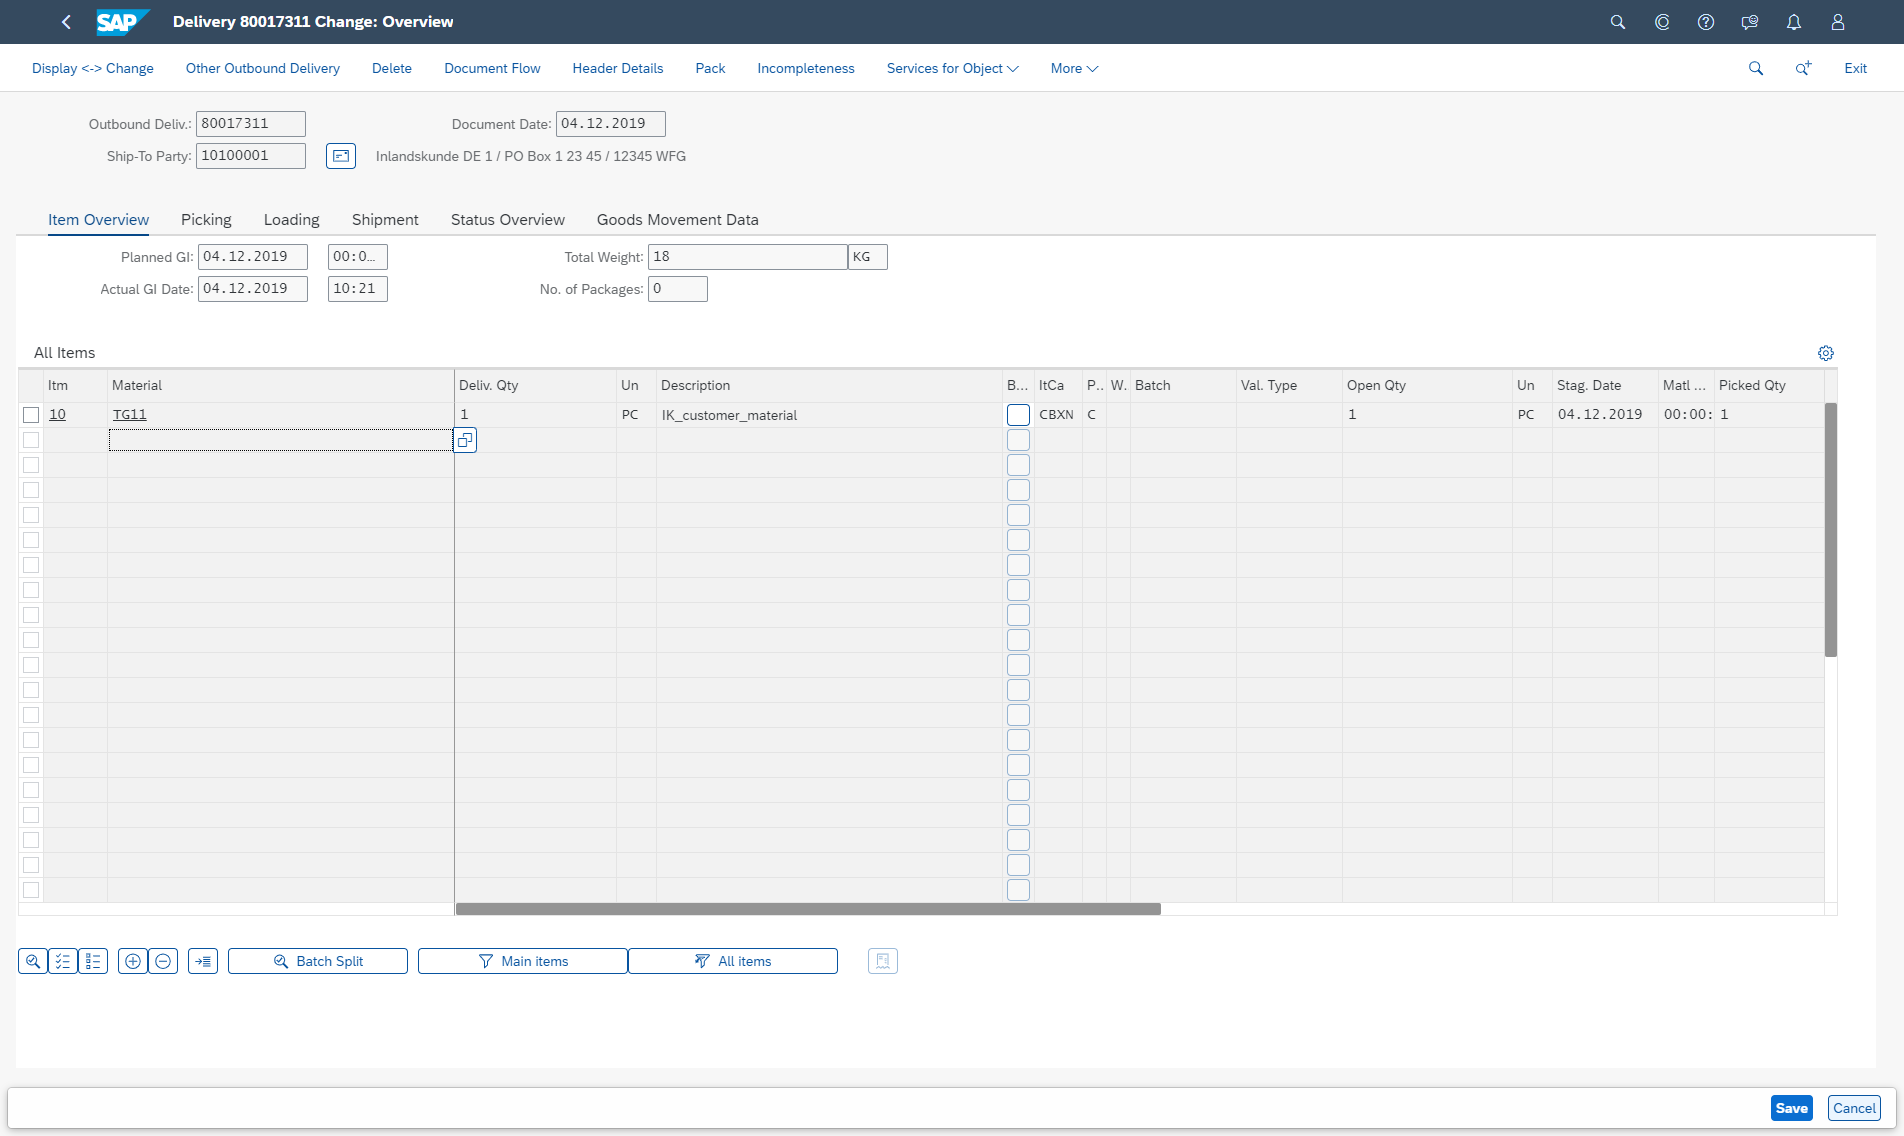 SAP Delivery 80017311 Change: Overview
Display <-> Change Other Outbound Delivery Delete Document Flow Header Details Pack Incompleteness Services for Object More Exit
Outbound Deliv.: 80017311 Document Date: 04.12.2019
Ship-To Party: 10100001 Inlandskunde DE 1 / PO Box 1 23 45 / 12345 WFG
Item Overview Picking Loading Shipment Status Overview Goods Movement Data
Planned GI: 04.12.2019 00:0... Total Weight: 18 KG
Actual GI Date: 04.12.2019 10:21 No. of Packages: 0
All Items
Itm Material Deliv. Qty Un Description B... ItCa P.. W. Batch Val. Type Open Qty Un Stag. Date Matl ... Picked Qty
10 TG11 1 PC IK_customer_material CBXN C 1 PC 04.12.2019 00:00: 1
Batch Split Main items All items
Save Cancel